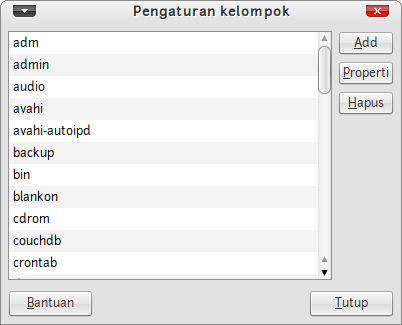 Pengaturan kelompok
adm
admin
audio
avahi
avahi-autoipd
backup
bin
blankon
cdrom
couchdb
crontab
Add
Properti
Hapus
Bantuan
Tutup